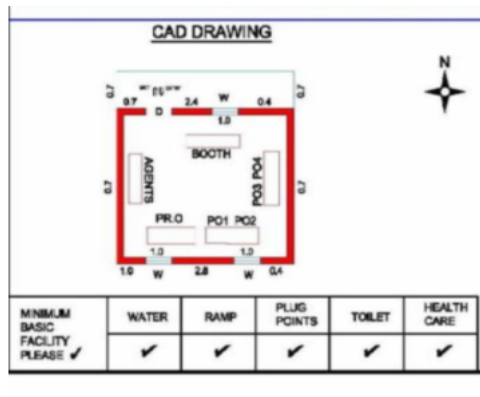 CAD DRAWING
N
0.7
0.7
0.7 2.4 W 0.4
D 1.0
BOOTH
AGENTS
PO3 PO4
0.7
0.7
PR.O PO1 PO2
1.0 1.0
1.0 W 2.8 W 0.4
MINIMUM BASIC FACILITY PLEASE ✔
WATER RAMP PLUG POINTS TOILET HEALTH CARE
✔ ✔ ✔ ✔ ✔